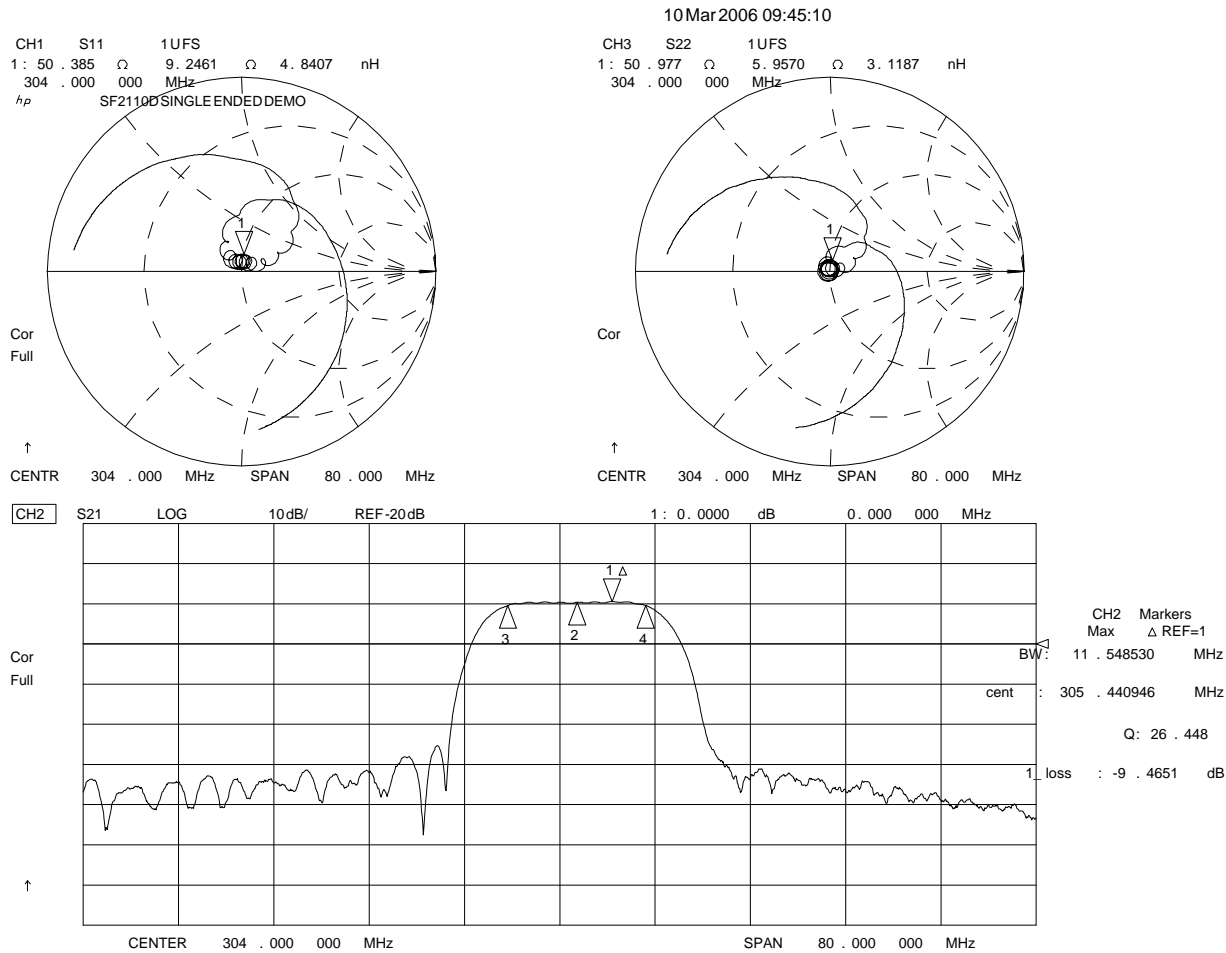 10 Mar 2006 09:45:10
CH1 S11 1 U FS
1 : 50 . 385 Ω 9 . 2461 Ω 4 . 8407 nH
304 . 000 000 MHz
hp SF2110D SINGLE ENDED DEMO
1
Cor
Full
↑
CENTR 304 . 000 MHz SPAN 80 . 000 MHz
CH3 S22 1 U FS
1 : 50 . 977 Ω 5 . 9570 Ω 3 . 1187 nH
304 . 000 000 MHz
1
Cor
↑
CENTR 304 . 000 MHz SPAN 80 . 000 MHz
CH2 S21 LOG 10 dB/ REF -20 dB 1 : 0 . 0000 dB 0 . 000 000 MHz
1 Δ
3 2 4
Cor
Full
↑
CH2 Markers
Max Δ REF=1
BW : 11 . 548530 MHz
cent : 305 . 440946 MHz
Q: 26 . 448
1_ loss : -9 . 4651 dB
CENTER 304 . 000 000 MHz SPAN 80 . 000 000 MHz